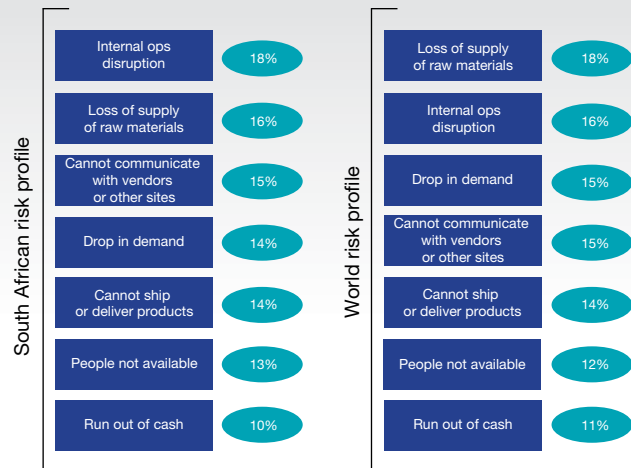 South African risk profile
Internal ops
disruption
18%
Loss of supply
of raw materials
16%
Cannot communicate
with vendors
or other sites
15%
Drop in demand
14%
Cannot ship
or deliver products
14%
People not available
13%
Run out of cash
10%
World risk profile
Loss of supply
of raw materials
18%
Internal ops
disruption
16%
Drop in demand
15%
Cannot communicate
with vendors
or other sites
15%
Cannot ship
or deliver products
14%
People not available
12%
Run out of cash
11%